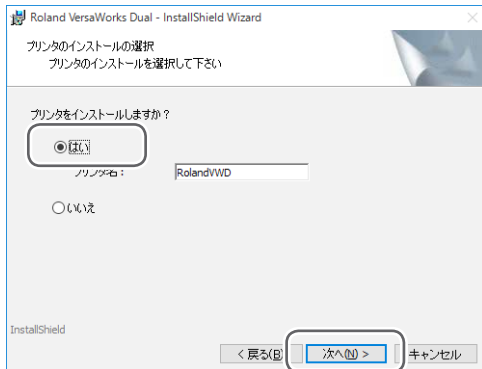 Roland VersaWorks Dual - InstallShield Wizard
プリンタのインストールの選択
プリンタのインストールを選択して下さい
プリンタをインストールしますか？
はい
プリンタ名： RolandVWD
いいえ
InstallShield
< 戻る(B) 次へ(N) > キャンセル